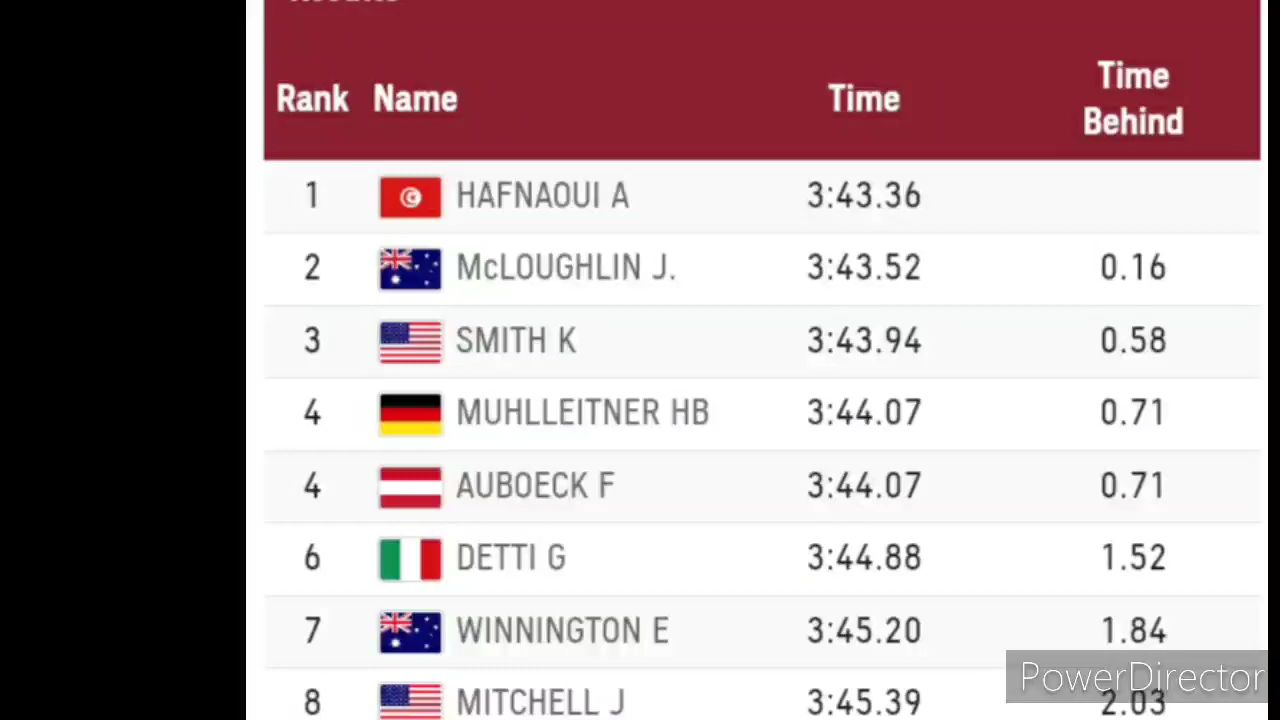 Rank Name Time Time Behind
1 HAFNAOUI A 3:43.36
2 McLOUGHLIN J. 3:43.52 0.16
3 SMITH K 3:43.94 0.58
4 MUHLLEITNER HB 3:44.07 0.71
4 AUBOECK F 3:44.07 0.71
6 DETTI G 3:44.88 1.52
7 WINNINGTON E 3:45.20 1.84
8 MITCHELL J 3:45.39 2.03
PowerDirector